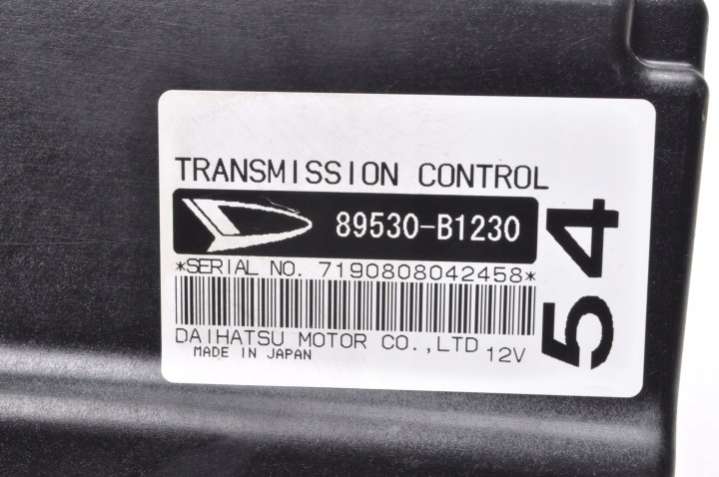 TRANSMISSION CONTROL
89530-B1230
*SERIAL NO. 7190808042458*
DAIHATSU MOTOR CO.,LTD 12V
MADE IN JAPAN
54